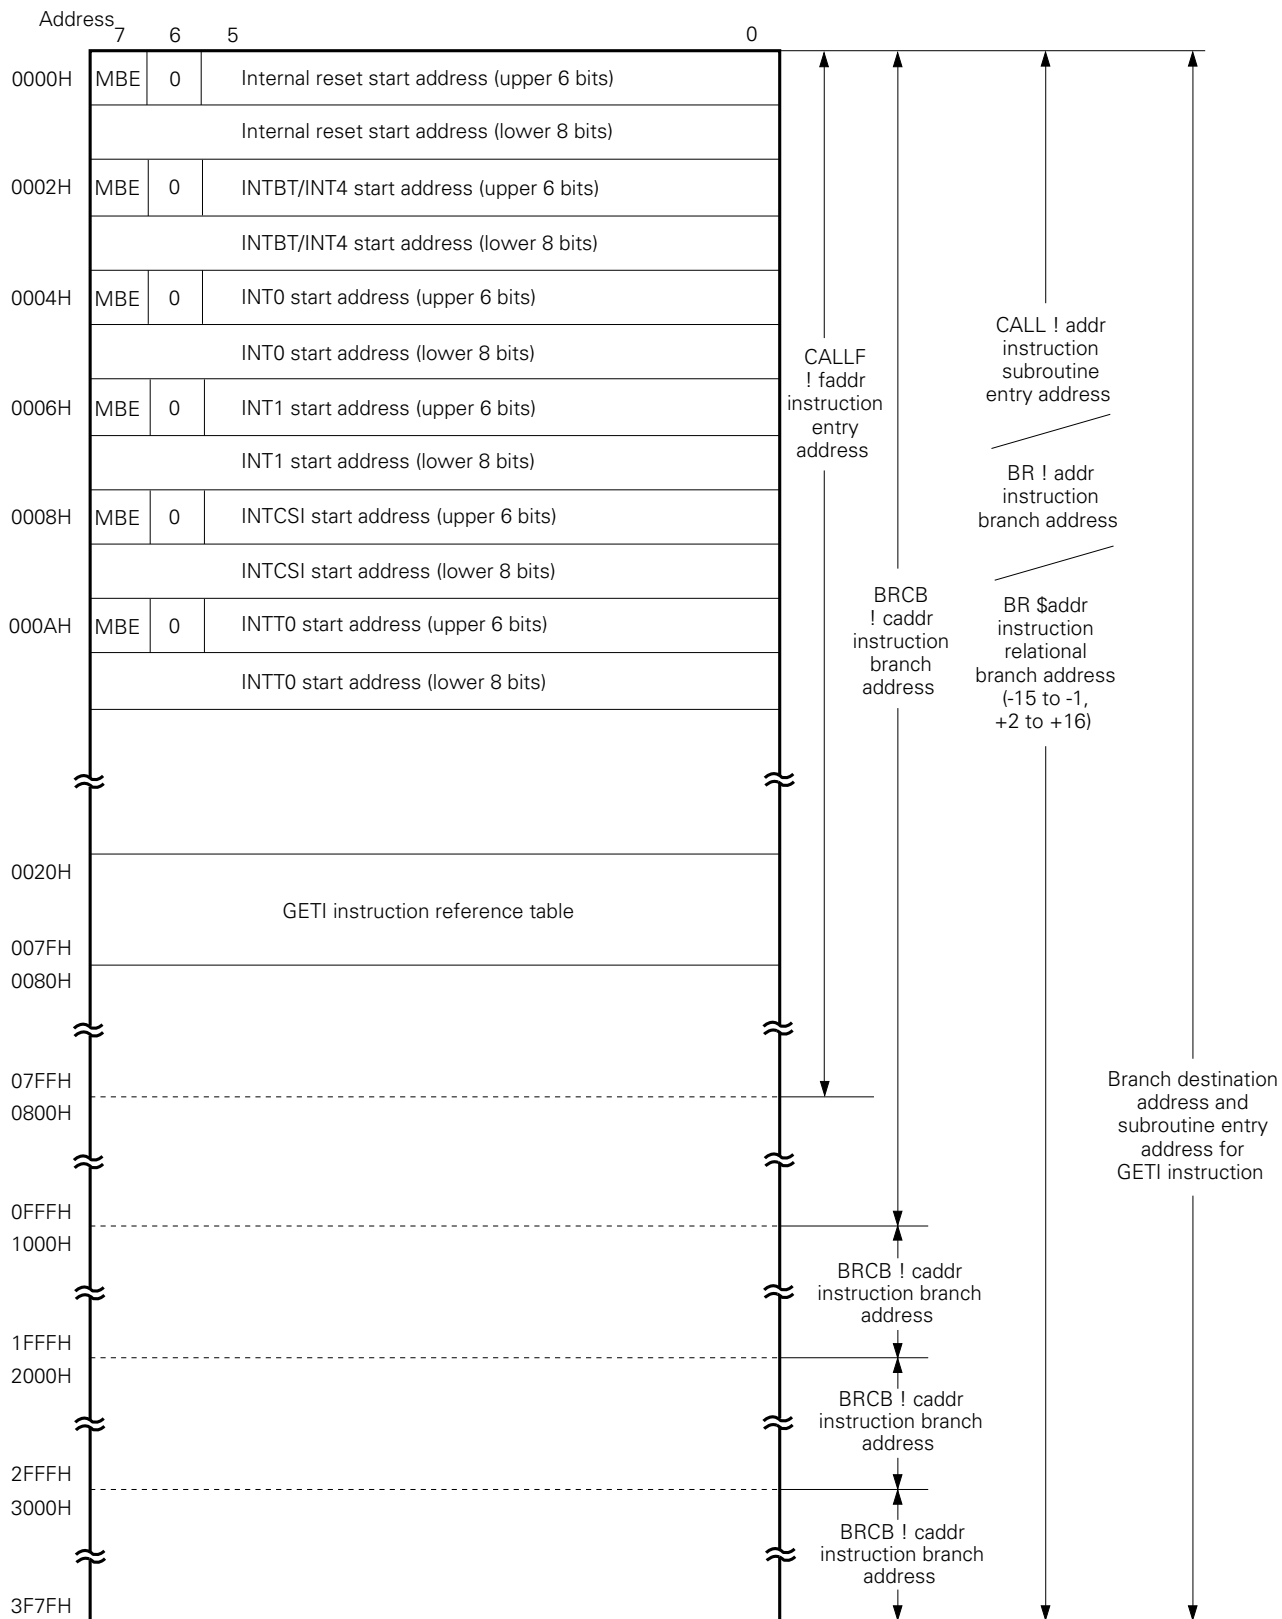 Address
7 6 5 0
0000H MBE 0 Internal reset start address (upper 6 bits)
Internal reset start address (lower 8 bits)
0002H MBE 0 INTBT/INT4 start address (upper 6 bits)
INTBT/INT4 start address (lower 8 bits)
0004H MBE 0 INT0 start address (upper 6 bits)
INT0 start address (lower 8 bits)
0006H MBE 0 INT1 start address (upper 6 bits)
INT1 start address (lower 8 bits)
0008H MBE 0 INTCSI start address (upper 6 bits)
INTCSI start address (lower 8 bits)
000AH MBE 0 INTT0 start address (upper 6 bits)
INTT0 start address (lower 8 bits)
0020H
GETI instruction reference table
007FH
0080H
07FFH
0800H
0FFFH
1000H
1FFFH
2000H
2FFFH
3000H
3F7FH
CALLF
! faddr
instruction
entry
address
BRCB
! caddr
instruction
branch
address
BRCB ! caddr
instruction branch
address
BRCB ! caddr
instruction branch
address
BRCB ! caddr
instruction branch
address
CALL ! addr
instruction
subroutine
entry address
BR ! addr
instruction
branch address
BR $addr
instruction
relational
branch address
(-15 to -1,
+2 to +16)
Branch destination
address and
subroutine entry
address for
GETI instruction